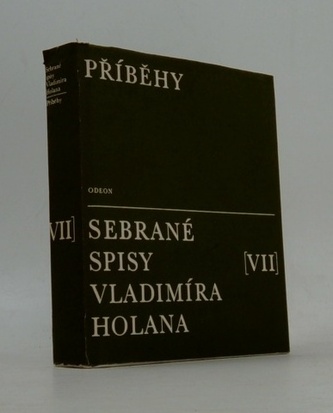 Sebrané
spisy
Vladimíra
Holana
Příběhy
VII]
PŘÍBĚHY
ODEON
SEBRANÉ
SPISY [VII]
VLADIMÍRA
HOLANA